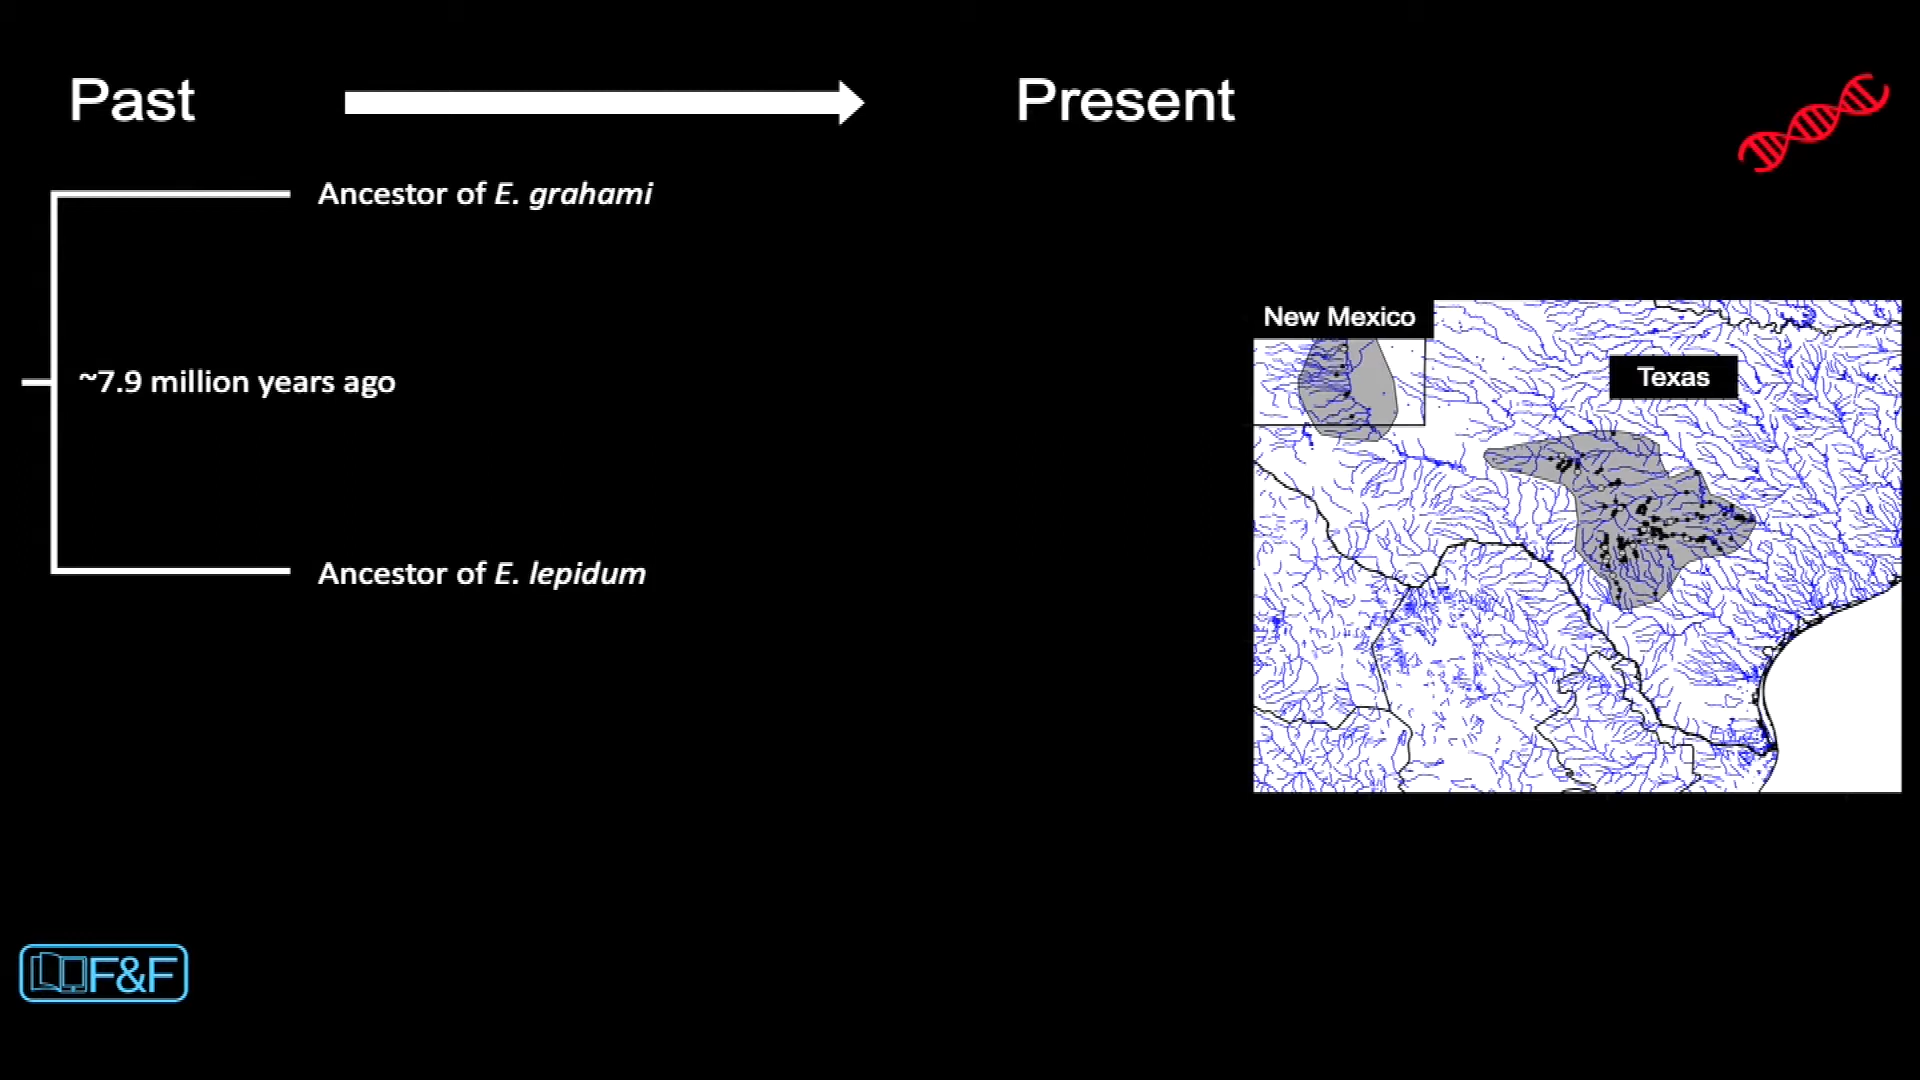 Past
Present
Ancestor of E. grahami
New Mexico
Texas
~7.9 million years ago
Ancestor of E. lepidum
F&F